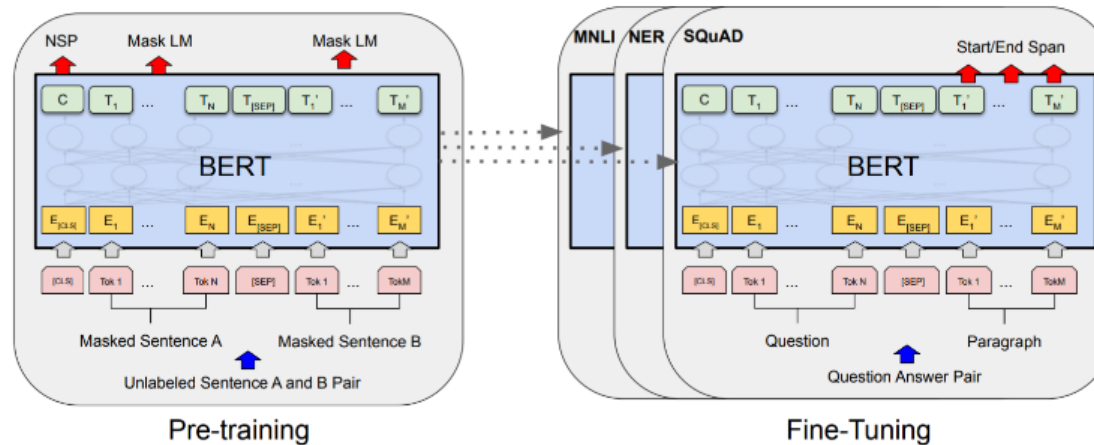 NSP Mask LM Mask LM
C T1 ... TN T[SEP] T1' ... TM'
BERT
E[CLS] E1 ... EN E[SEP] E1' ... EM'
[CLS] Tok 1 ... Tok N [SEP] Tok 1 ... TokM
Masked Sentence A Masked Sentence B
Unlabeled Sentence A and B Pair
Pre-training
MNLI NER SQuAD
Start/End Span
C T1 ... TN T[SEP] T1' ... TM'
BERT
E[CLS] E1 ... EN E[SEP] E1' ... EM'
[CLS] Tok 1 ... Tok N [SEP] Tok 1 ... TokM
Question Paragraph
Question Answer Pair
Fine-Tuning